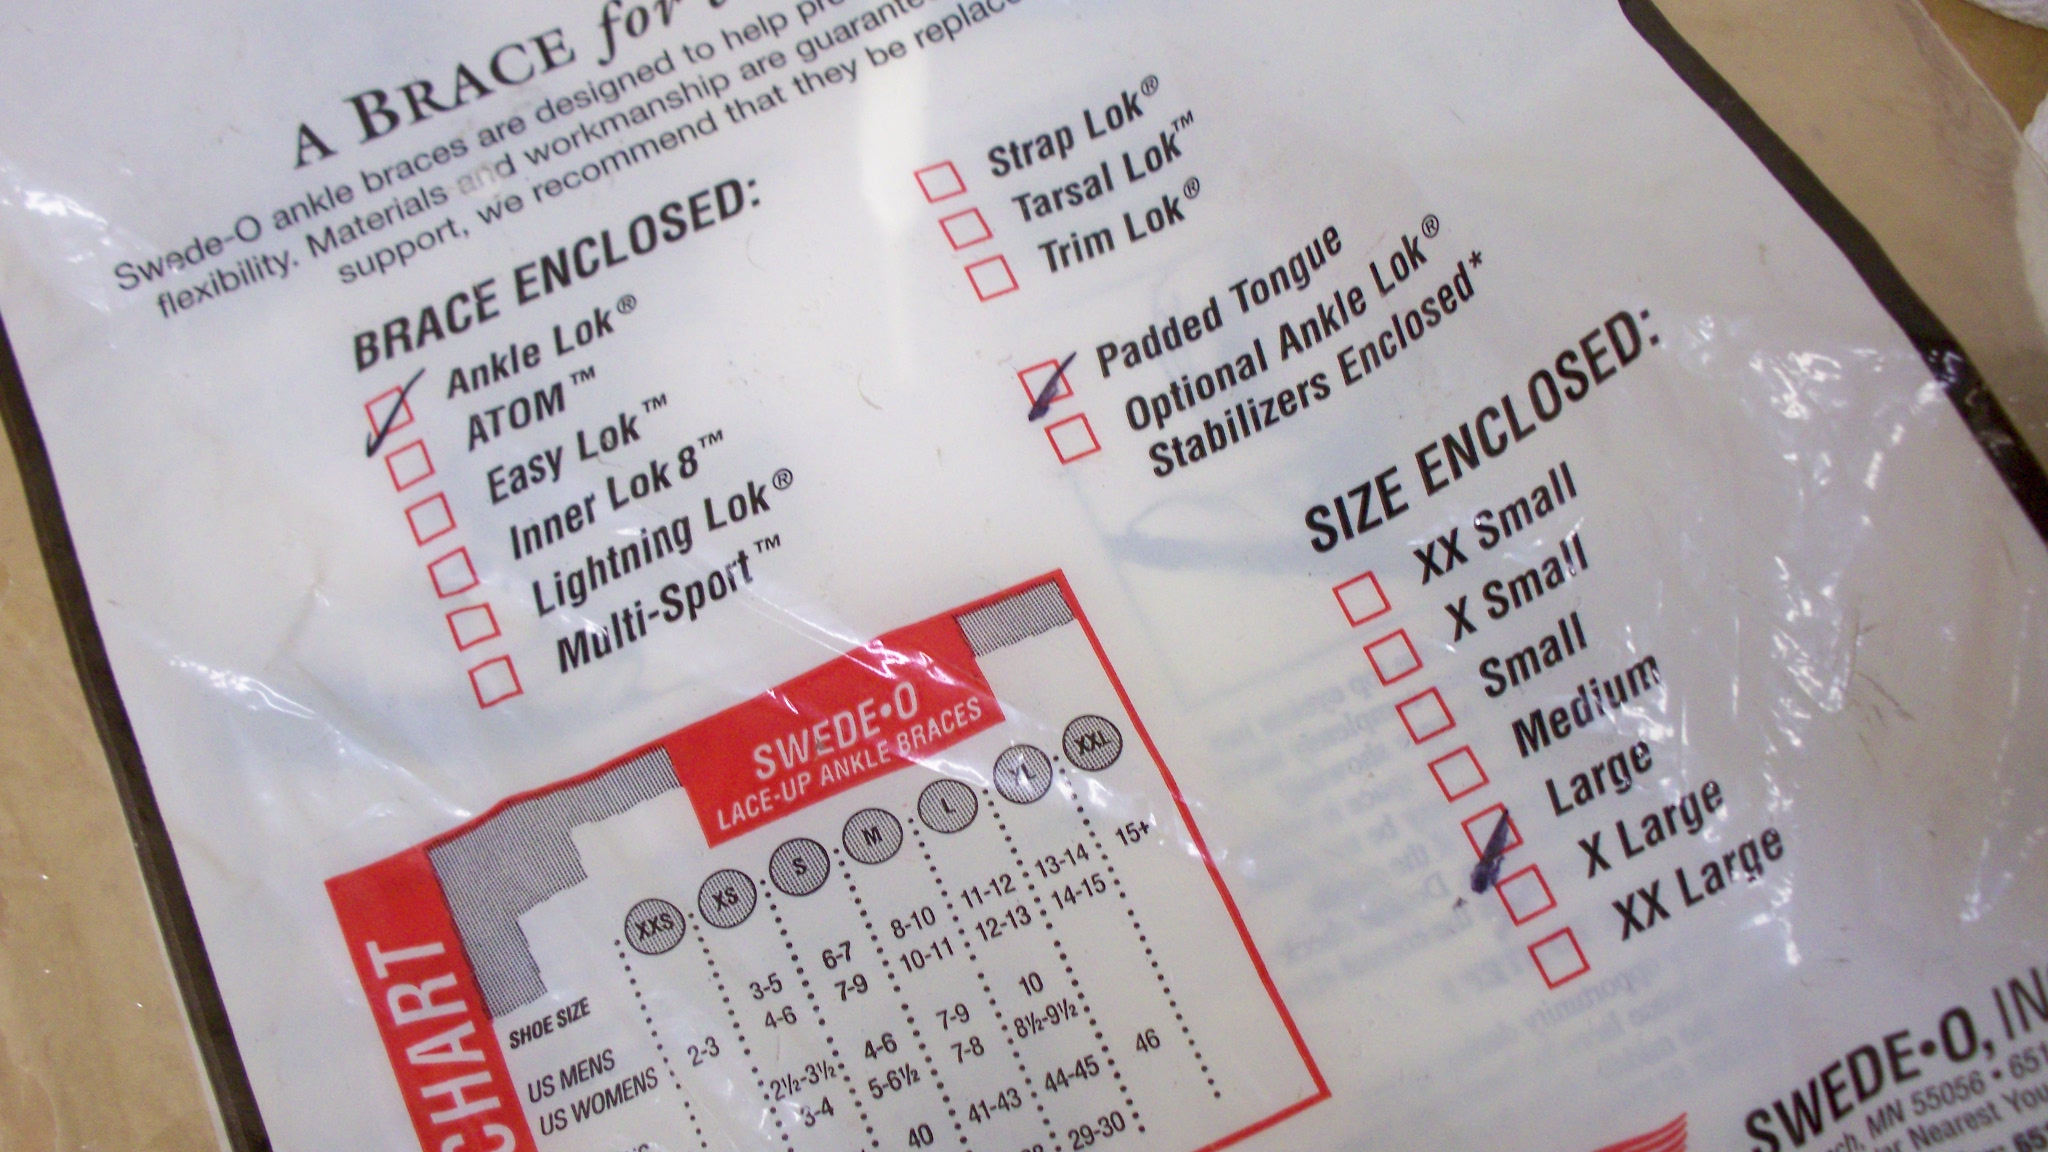 A BRACE for
Swede-O ankle braces are designed to help
flexibility. Materials and workmanship are
support, we recommend that they be
BRACE ENCLOSED:
Ankle Lok®
ATOM™
Easy Lok™
Inner Lok 8™
Lightning Lok®
Multi-Sport™
Strap Lok®
Tarsal Lok™
Trim Lok®
Padded Tongue
Optional Ankle Lok®
Stabilizers Enclosed*
SIZE ENCLOSED:
XX Small
X Small
Small
Medium
Large
X Large
XX Large
CHART
SWEDE•O
LACE-UP ANKLE BRACES
XXS XS S M L XL XXL
SHOE SIZE
US MENS 3-5 6-7 8-10 11-12 13-14 15+
US WOMENS 2-3 4-6 7-9 10-11 12-13 14-15
2½-3½ 4-6 7-9 10
3-4 5-6½ 7-8 8½-9½
40 41-43 44-45 46
29-30
SWEDE•O,
MN 55056 • 651
Nearest